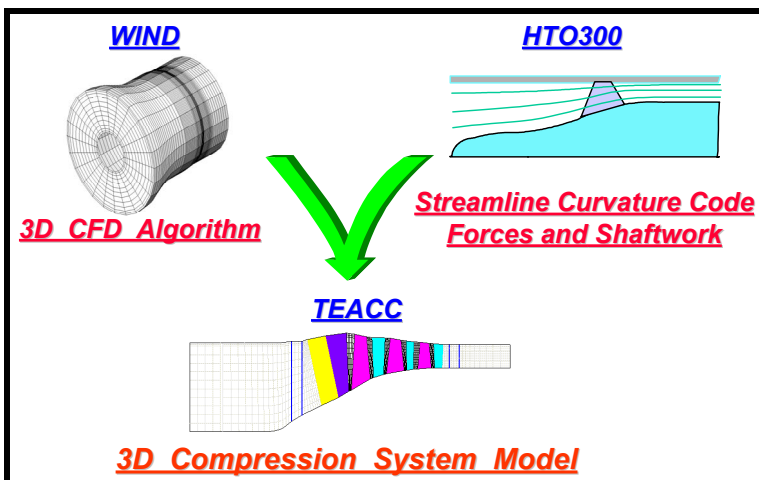 WIND
HTO300
3D CFD Algorithm
Streamline Curvature Code
Forces and Shaftwork
TEACC
3D Compression System Model